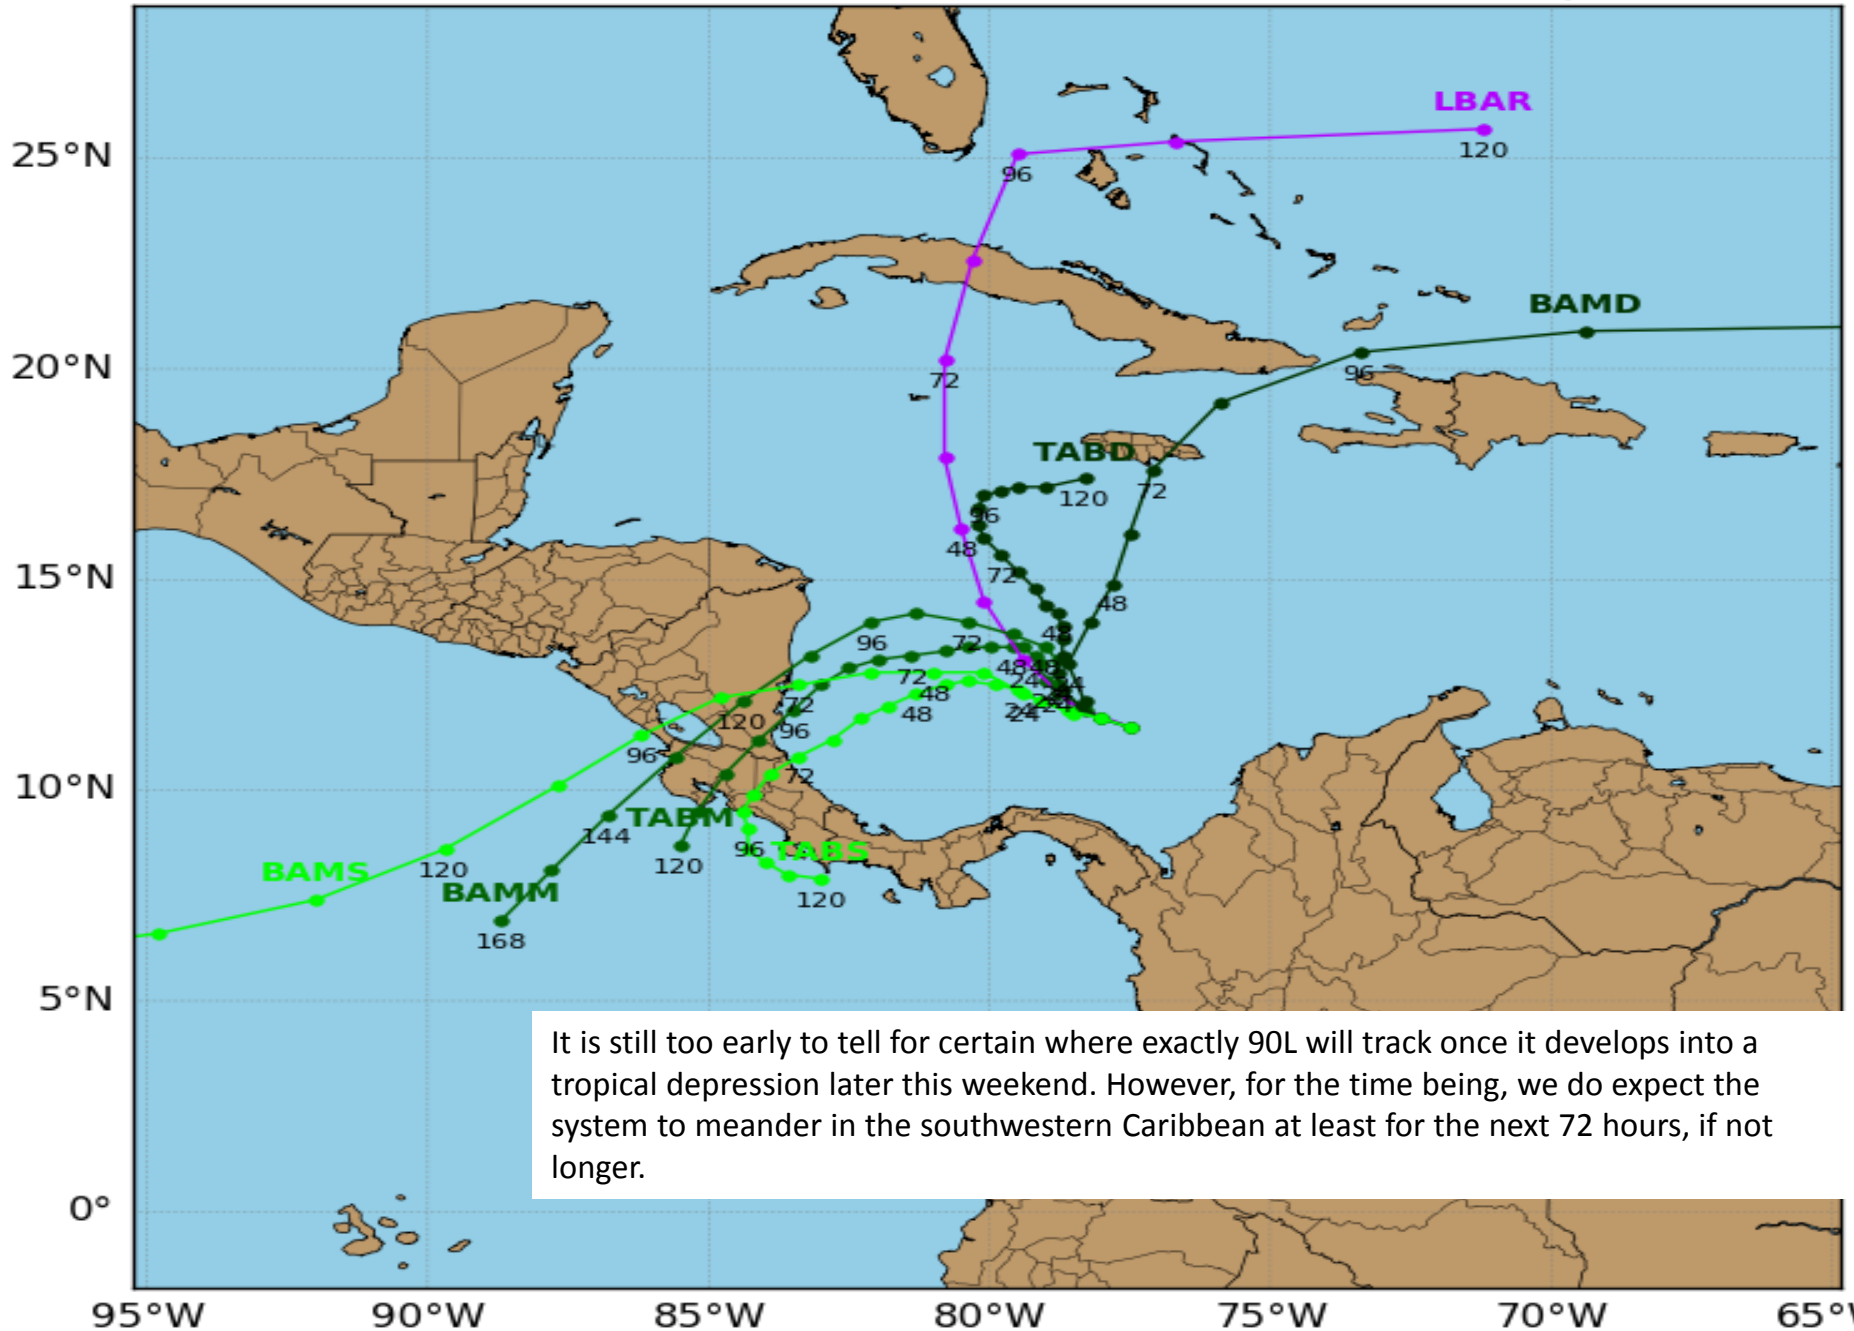 LBAR
25°N
120
96
BAMD
20°N
72
96
TABD
120
72
96
48
72
15°N
48
48
96
72
48
48
72
24
48
72
24
120
48
24
96
96
72
10°N
144
TABM
96
TABS
120
BAMS
120
BAMM
120
168
5°N
It is still too early to tell for certain where exactly 90L will track once it develops into a
tropical depression later this weekend. However, for the time being, we do expect the
system to meander in the southwestern Caribbean at least for the next 72 hours, if not
longer.
0°
95°W
90°W
85°W
80°W
75°W
70°W